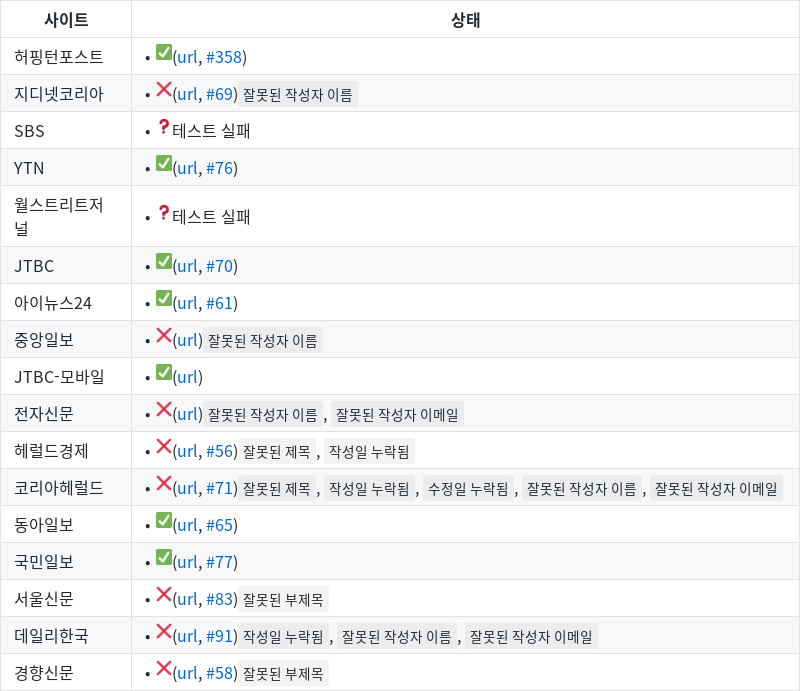 사이트 상태
허핑턴포스트 • ✅(url, #358)
지디넷코리아 • ❌(url, #69) 잘못된 작성자 이름
SBS • ❓테스트 실패
YTN • ✅(url, #76)
월스트리트저
널 • ❓테스트 실패
JTBC • ✅(url, #70)
아이뉴스24 • ✅(url, #61)
중앙일보 • ❌(url) 잘못된 작성자 이름
JTBC-모바일 • ✅(url)
전자신문 • ❌(url) 잘못된 작성자 이름 , 잘못된 작성자 이메일
헤럴드경제 • ❌(url, #56) 잘못된 제목 , 작성일 누락됨
코리아헤럴드 • ❌(url, #71) 잘못된 제목 , 작성일 누락됨 , 수정일 누락됨 , 잘못된 작성자 이름 , 잘못된 작성자 이메일
동아일보 • ✅(url, #65)
국민일보 • ✅(url, #77)
서울신문 • ❌(url, #83) 잘못된 부제목
데일리한국 • ❌(url, #91) 작성일 누락됨 , 잘못된 작성자 이름 , 잘못된 작성자 이메일
경향신문 • ❌(url, #58) 잘못된 부제목